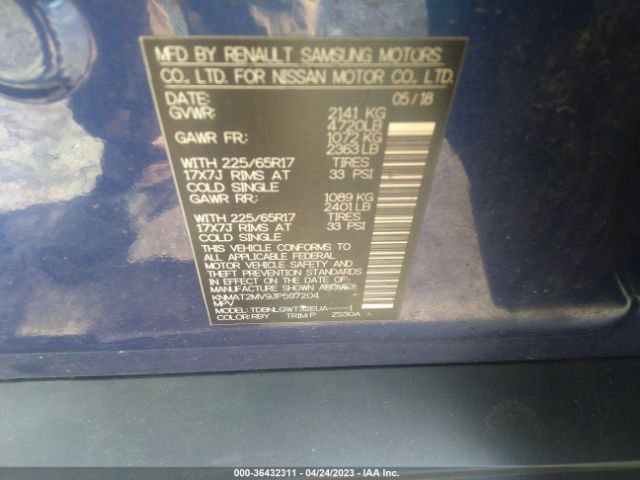 MFD BY RENAULT SAMSUNG MOTORS
CO., LTD. FOR NISSAN MOTOR CO., LTD.
DATE: 05/18
GVWR: 2141 KG
4720LB
GAWR FR: 1072 KG
2363 LB
WITH 225/65R17 TIRES
17X7J RIMS AT 33 PSI
COLD SINGLE
GAWR RR: 1089 KG
2401 LB
WITH 225/65R17 TIRES
17X7J RIMS AT 33 PSI
COLD SINGLE
THIS VEHICLE CONFORMS TO
ALL APPLICABLE FEDERAL
MOTOR VEHICLE SAFETY AND
THEFT PREVENTION STANDARDS
IN EFFECT ON THE DATE OF
MANUFACTURE SHOWN ABOVE
KNMAT2MV9JP597204
MPV
MODEL: 
COLOR:RBY TRIM:P ZS30A
000-36432311 - 04/24/2023 - IAA Inc.